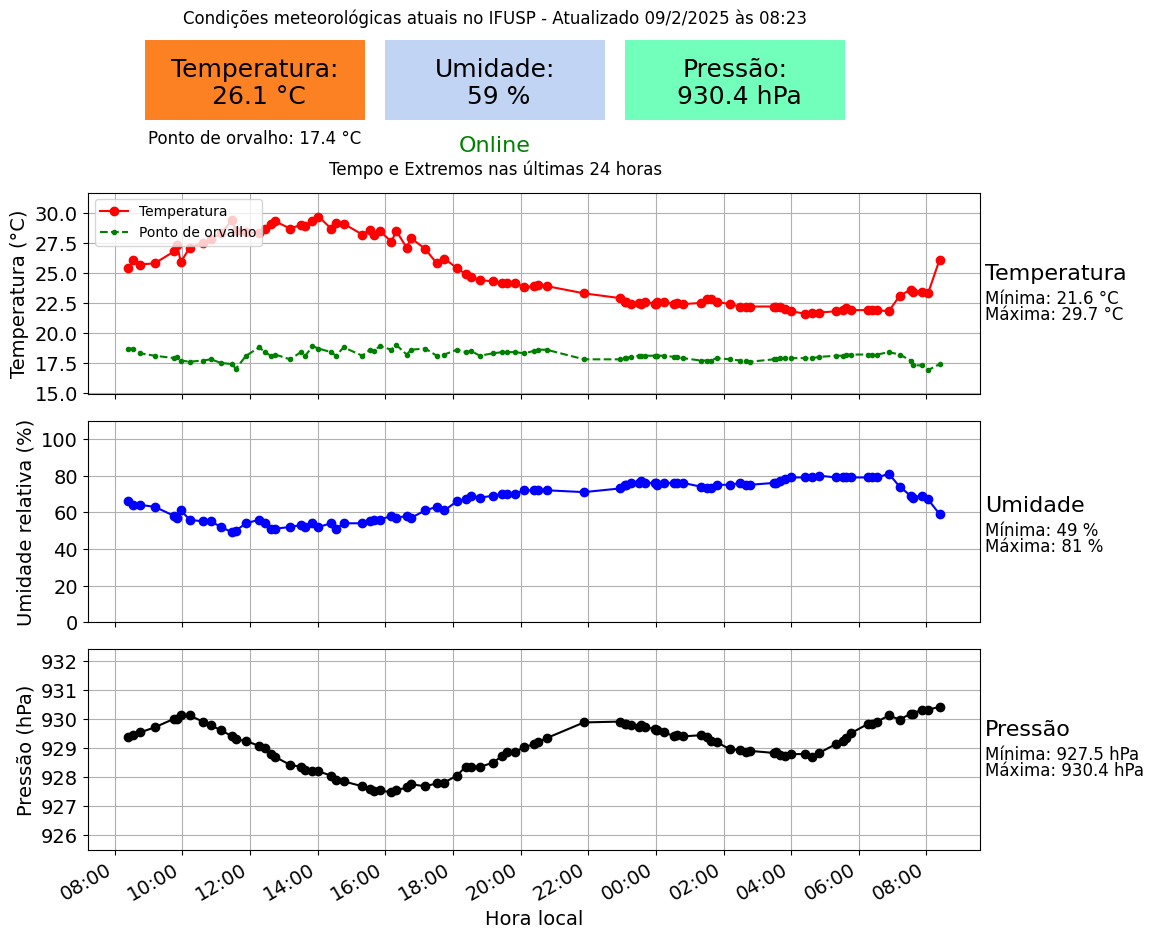 Condições meteorológicas atuais no IFUSP - Atualizado 09/2/2025 às 08:23
Temperatura:
26.1 °C
Umidade:
59 %
Pressão:
930.4 hPa
Ponto de orvalho: 17.4 °C
Online
Tempo e Extremos nas últimas 24 horas
Temperatura (°C)
30.0
27.5
25.0
22.5
20.0
17.5
15.0
Temperatura
Ponto de orvalho
Temperatura
Mínima: 21.6 °C
Máxima: 29.7 °C
Umidade relativa (%)
100
80
60
40
20
0
Umidade
Mínima: 49 %
Máxima: 81 %
Pressão (hPa)
932
931
930
929
928
927
926
Pressão
Mínima: 927.5 hPa
Máxima: 930.4 hPa
08:00
10:00
12:00
14:00
16:00
18:00
20:00
22:00
00:00
02:00
04:00
06:00
08:00
Hora local